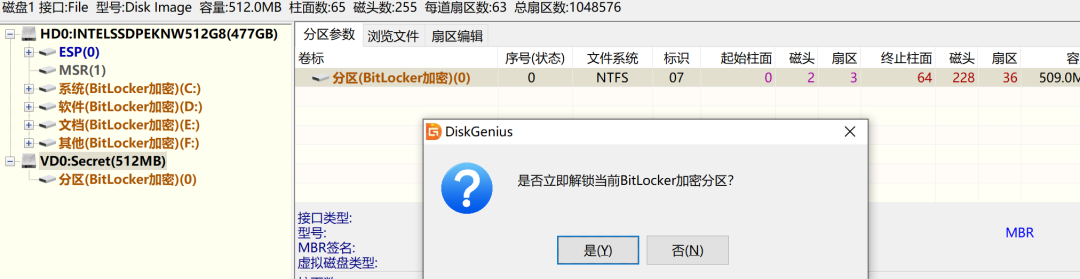 磁盘1 接口:File 型号:Disk Image 容量:512.0MB 柱面数:65 磁头数:255 每道扇区数:63 总扇区数:1048576
HD0:INTELSSDPEKNW512G8(477GB)
ESP(0)
MSR(1)
系统(BitLocker加密)(C:)
软件(BitLocker加密)(D:)
文档(BitLocker加密)(E:)
其他(BitLocker加密)(F:)
VD0:Secret(512MB)
分区(BitLocker加密)(0)
分区参数 浏览文件 扇区编辑
卷标 序号(状态) 文件系统 标识 起始柱面 磁头 扇区 终止柱面 磁头 扇区 容
分区(BitLocker加密)(0) 0 NTFS 07 0 2 3 64 228 36 509.0M
DiskGenius
是否立即解锁当前BitLocker加密分区?
是(Y) 否(N)
接口类型:
型号: MBR
MBR签名:
虚拟磁盘类型: